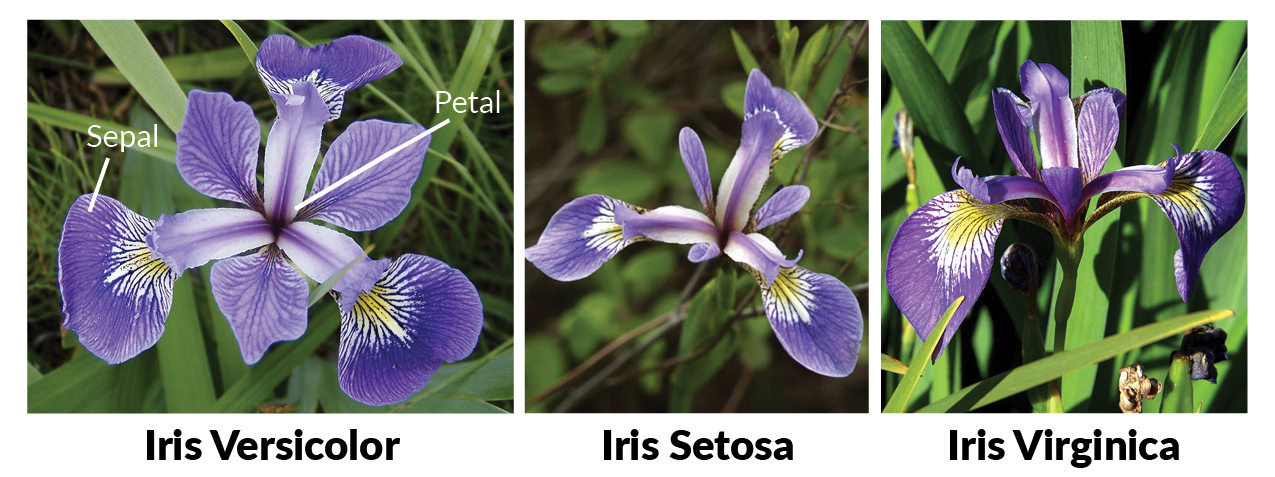 Sepal
Petal
Iris Versicolor
Iris Setosa
Iris Virginica